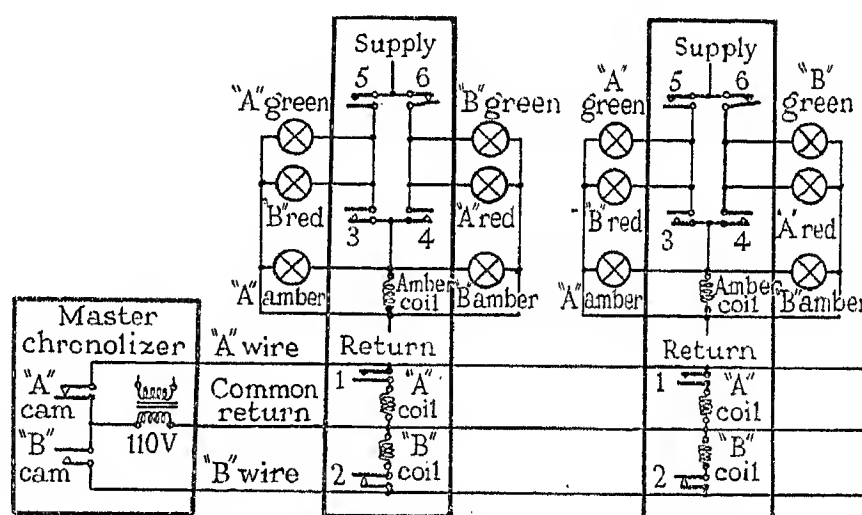 Supply
5 6
"A" green
"B" green
"B" red
"A" red
3 4
"A" amber
Amber
coil
"B" amber
Return
1
"A"
coil
"B"
coil
2
Supply
5 6
"A"
green
"B"
green
"B" red
"A" red
3 4
"A" amber
Amber
coil
"B" amber
Return
1
"A"
coil
"B"
coil
2
Master
chronolizer
"A"
cam
"B"
cam
110V
"A" wire
Common
return
"B" wire